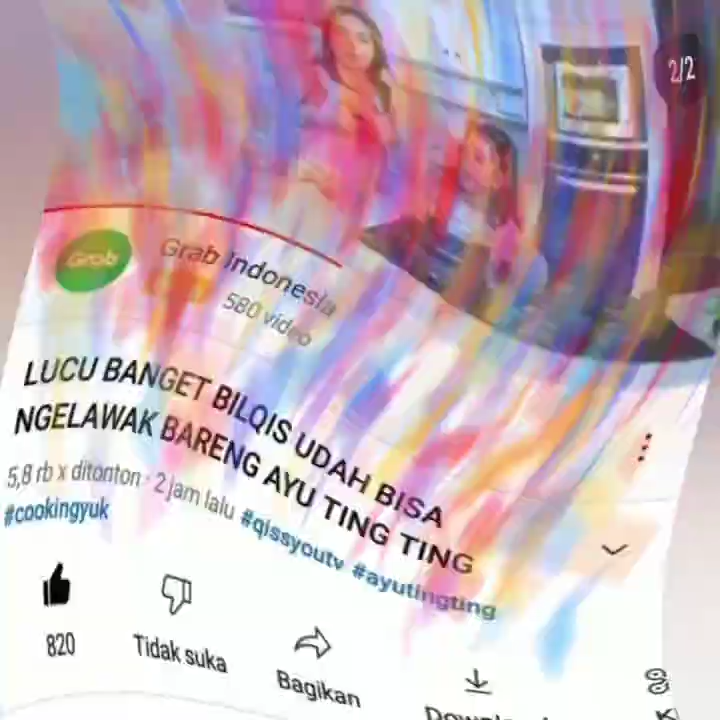 2/2
Grab
Grab Indonesia
580 video
LUCU BANGET BILQIS UDAH BISA
NGELAWAK BARENG AYU TING TING
5,8 rb x ditonton · 2 jam lalu #qissyoutv #ayutingting
#cookingyuk
820
Tidak suka
Bagikan